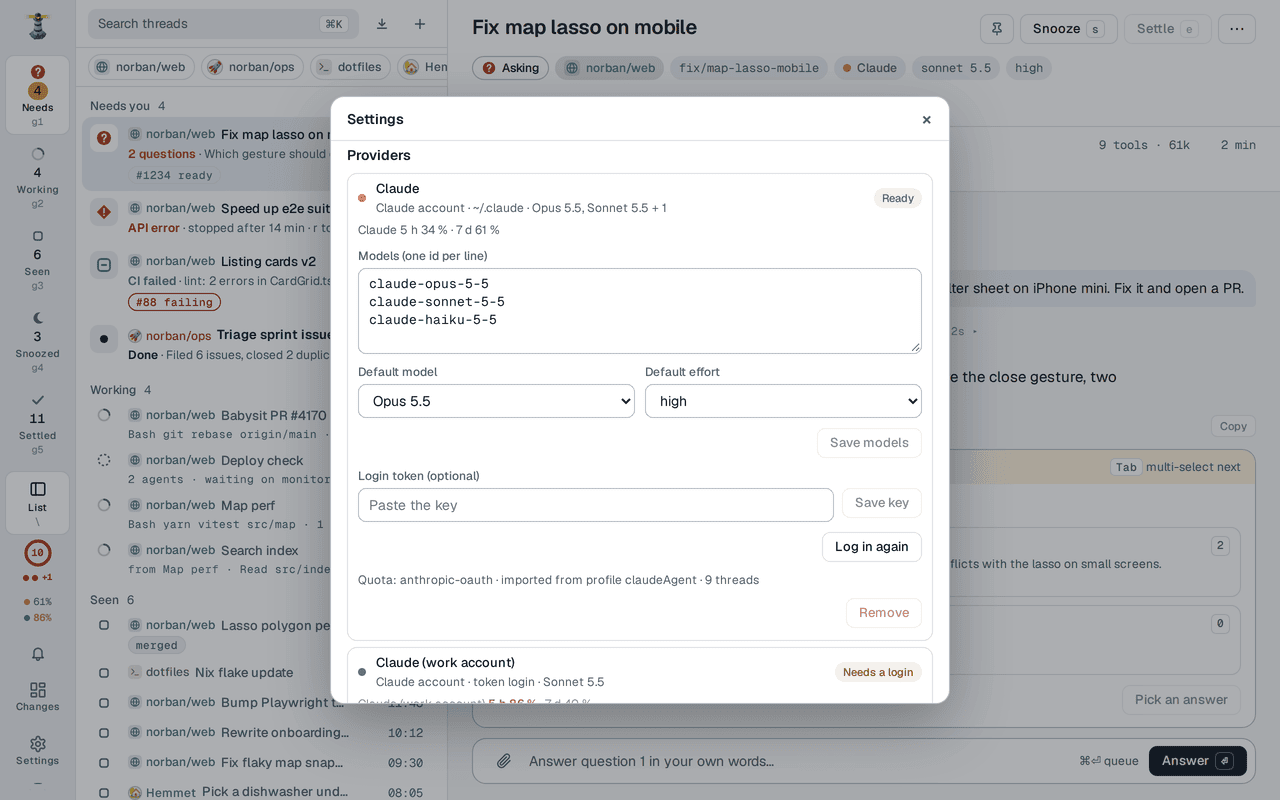 Search threads ⌘K
norban/web norban/ops dotfiles Hem
? 4 Needs g1
4 Working g2
6 Seen g3
3 Snoozed g4
11 Settled g5
List \
10
+1
61%
86%
Changes
Settings
Needs you 4
norban/web Fix map lasso on
2 questions · Which gesture should
#1234 ready
norban/web Speed up e2e suit
API error · stopped after 14 min · r to
norban/web Listing cards v2
CI failed · lint: 2 errors in CardGrid.ts
#88 failing
norban/ops Triage sprint issue
Done · Filed 6 issues, closed 2 duplic
Working 4
norban/web Babysit PR #4170
Bash git rebase origin/main ·
norban/web Deploy check
2 agents · waiting on monitor
norban/web Map perf
Bash yarn vitest src/map · 1
norban/web Search index
from Map perf · Read src/inde
Seen 6
norban/web Lasso polygon pe
merged
dotfiles Nix flake update
norban/web Bump Playwright t… 11:48
norban/web Rewrite onboarding… 10:12
norban/web Fix flaky map snap… 09:30
Hemmet Pick a dishwasher und… 08:05
Fix map lasso on mobile
Snooze s Settle e ···
? Asking norban/web fix/map-lasso-mobile Claude sonnet 5.5 high
9 tools · 61k 2 min
lter sheet on iPhone mini. Fix it and open a PR.
2s
e the close gesture, two
Copy
Tab multi-select next
2
flicts with the lasso on small screens.
0
Pick an answer
Answer question 1 in your own words… ⌘⏎ queue Answer ⏎
Settings ×
Providers
Claude
Claude account · ~/.claude · Opus 5.5, Sonnet 5.5 + 1
Ready
Claude 5 h 34 % · 7 d 61 %
Models (one id per line)
claude-opus-5-5
claude-sonnet-5-5
claude-haiku-5-5
Default model Default effort
Opus 5.5 high
Save models
Login token (optional)
Paste the key Save key
Log in again
Quota: anthropic-oauth · imported from profile claudeAgent · 9 threads
Remove
Claude (work account)
Claude account · token login · Sonnet 5.5
Needs a login
Claude (work account) 5 h 86 % · 7 d 40 %